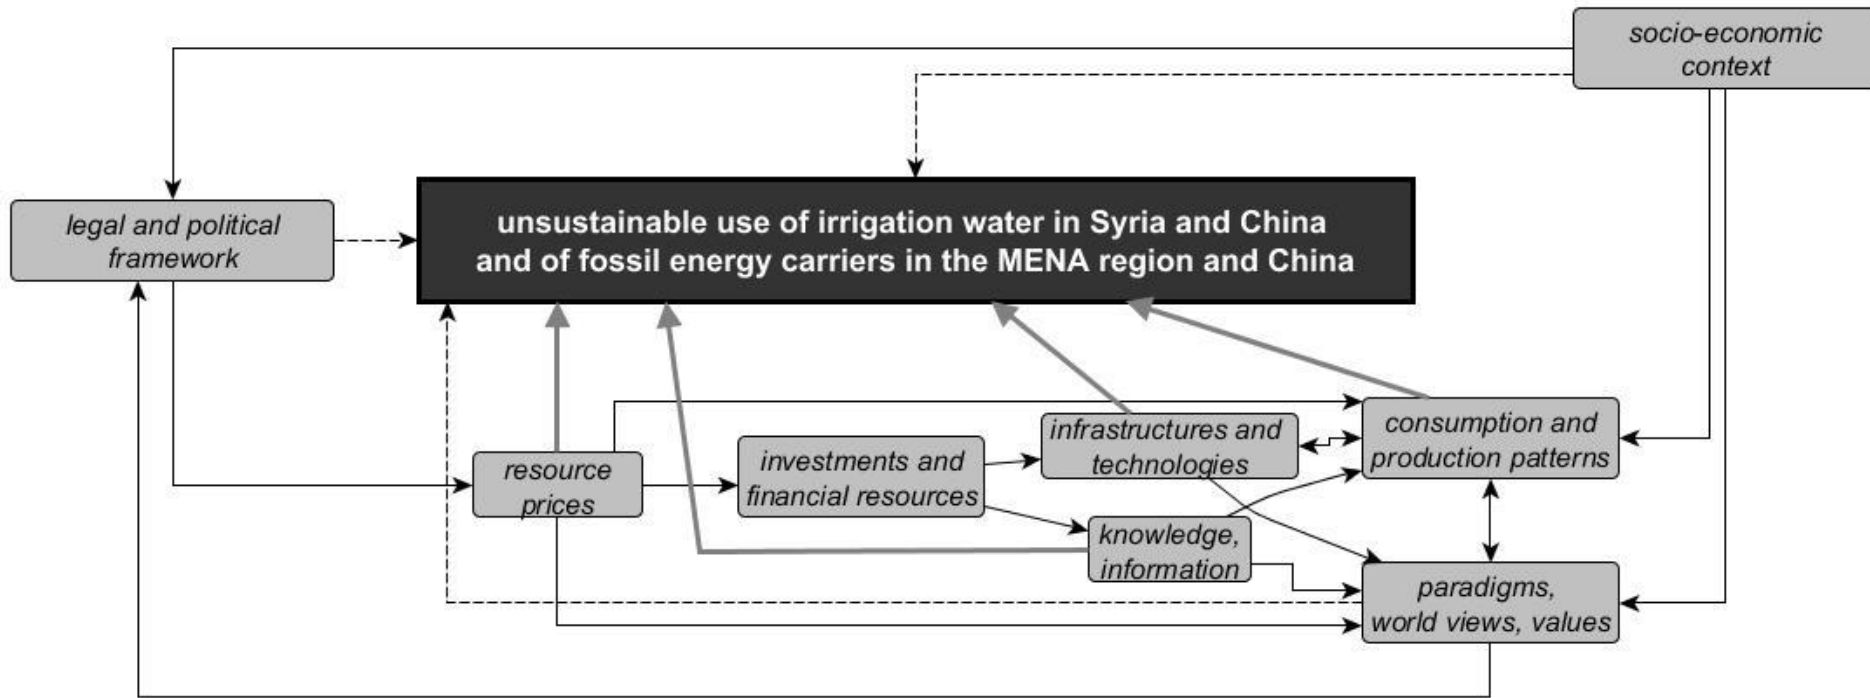 socio-economic
context
legal and political
framework
unsustainable use of irrigation water in Syria and China
and of fossil energy carriers in the MENA region and China
resource
prices
investments and
financial resources
infrastructures and
technologies
consumption and
production patterns
knowledge,
information
paradigms,
world views, values